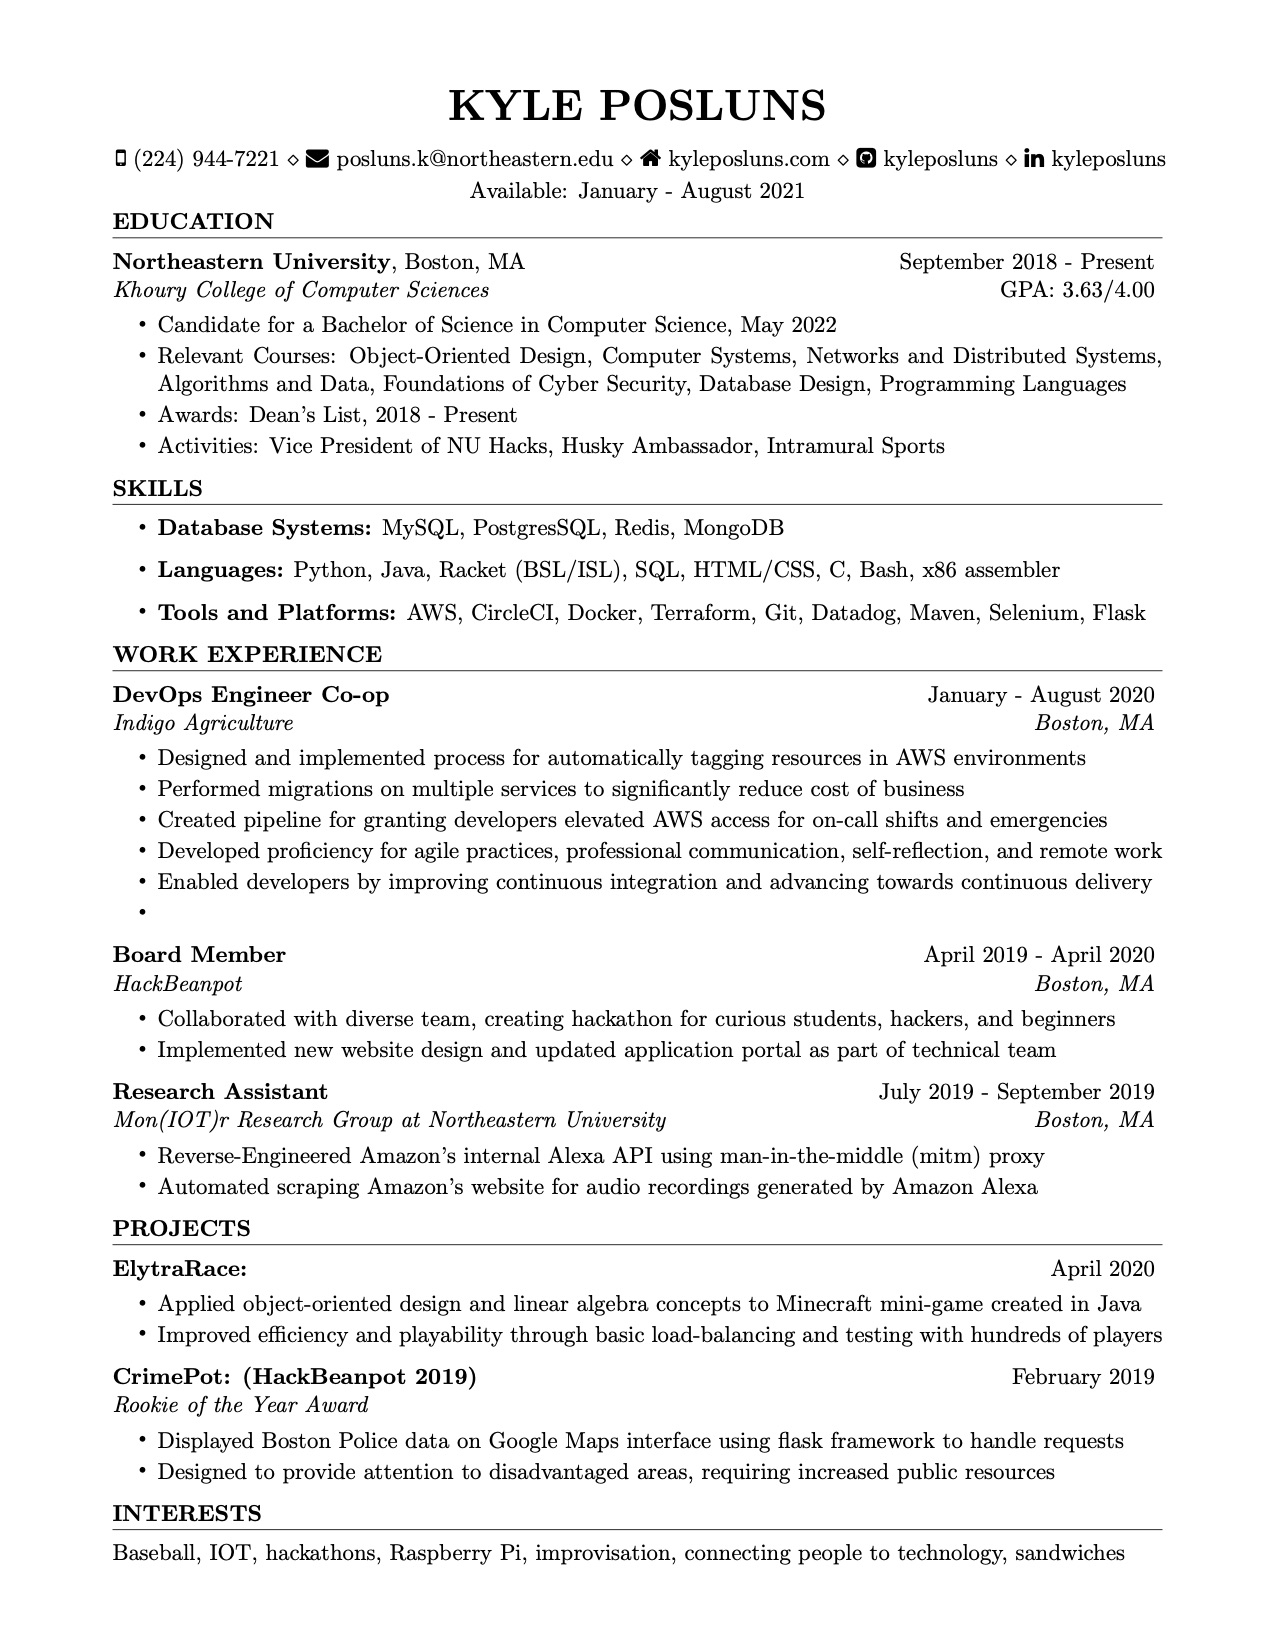 KYLE POSLUNS
(224) 944-7221 ⋄ posluns.k@northeastern.edu ⋄ kyleposluns.com ⋄ kyleposluns ⋄ in kyleposluns
Available: January - August 2021
EDUCATION
Northeastern University, Boston, MA September 2018 - Present
Khoury College of Computer Sciences GPA: 3.63/4.00
• Candidate for a Bachelor of Science in Computer Science, May 2022
• Relevant Courses: Object-Oriented Design, Computer Systems, Networks and Distributed Systems,
Algorithms and Data, Foundations of Cyber Security, Database Design, Programming Languages
• Awards: Dean's List, 2018 - Present
• Activities: Vice President of NU Hacks, Husky Ambassador, Intramural Sports
SKILLS
• Database Systems: MySQL, PostgresSQL, Redis, MongoDB
• Languages: Python, Java, Racket (BSL/ISL), SQL, HTML/CSS, C, Bash, x86 assembler
• Tools and Platforms: AWS, CircleCI, Docker, Terraform, Git, Datadog, Maven, Selenium, Flask
WORK EXPERIENCE
DevOps Engineer Co-op January - August 2020
Indigo Agriculture Boston, MA
• Designed and implemented process for automatically tagging resources in AWS environments
• Performed migrations on multiple services to significantly reduce cost of business
• Created pipeline for granting developers elevated AWS access for on-call shifts and emergencies
• Developed proficiency for agile practices, professional communication, self-reflection, and remote work
• Enabled developers by improving continuous integration and advancing towards continuous delivery
•
Board Member April 2019 - April 2020
HackBeanpot Boston, MA
• Collaborated with diverse team, creating hackathon for curious students, hackers, and beginners
• Implemented new website design and updated application portal as part of technical team
Research Assistant July 2019 - September 2019
Mon(IOT)r Research Group at Northeastern University Boston, MA
• Reverse-Engineered Amazon's internal Alexa API using man-in-the-middle (mitm) proxy
• Automated scraping Amazon's website for audio recordings generated by Amazon Alexa
PROJECTS
ElytraRace: April 2020
• Applied object-oriented design and linear algebra concepts to Minecraft mini-game created in Java
• Improved efficiency and playability through basic load-balancing and testing with hundreds of players
CrimePot: (HackBeanpot 2019) February 2019
Rookie of the Year Award
• Displayed Boston Police data on Google Maps interface using flask framework to handle requests
• Designed to provide attention to disadvantaged areas, requiring increased public resources
INTERESTS
Baseball, IOT, hackathons, Raspberry Pi, improvisation, connecting people to technology, sandwiches